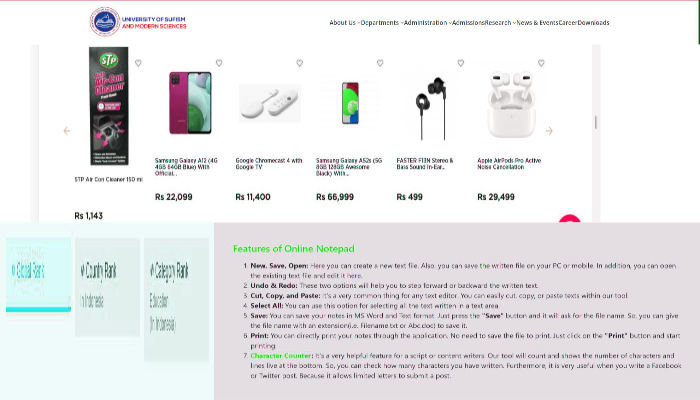 UNIVERSITY OF SUFISM
AND MODERN SCIENCES
About Us Departments Administration Admissions Research News & Events Career Downloads
STP
Air-Con
Cleaner
STP Air Con Cleaner 150 ml
Rs 1,143
Samsung Galaxy A12 (4G
4GB 64GB Blue) With
Official...
Rs 22,099
Google Chromecast 4 with
Google TV
Rs 11,400
Samsung Galaxy A52s (5G
8GB 128GB Awesome
Black) With...
Rs 66,999
FASTER F13N Stereo &
Bass Sound In-Ear...
Rs 499
Apple AirPods Pro Active
Noise Cancellation
Rs 29,499
Global Rank
Country Rank
In Indonesia
Category Rank
Education
(In Indonesia)
Features of Online Notepad
1. New, Save, Open: Here you can create a new text file. Also, you can save the written file on your PC or mobile. In addition, you can open
the existing text file and edit it here.
2. Undo & Redo: These two options will help you to step forward or backward the written text.
3. Cut, Copy, and Paste: It's a very common thing for any text editor. You can easily cut, copy, or paste texts within our tool.
4. Select All: You can use this option for selecting all the text written in a text area.
5. Save: You can save your notes in MS Word and Text format. Just press the "Save" button and it will ask for the file name. So, you can give
the file name with an extension(i.e. Filename.txt or Abc.doc) to save it.
6. Print: You can directly print your notes through the application. No need to save the file to print. Just click on the "Print" button and start
printing.
7. Character Counter: It's a very helpful feature for a script or content writers. Our tool will count and shows the number of characters and
lines live at the bottom. So, you can check how many characters you have written. Furthermore, it is very useful when you write a Facebook
or Twitter post. Because it allows limited letters to submit a post.